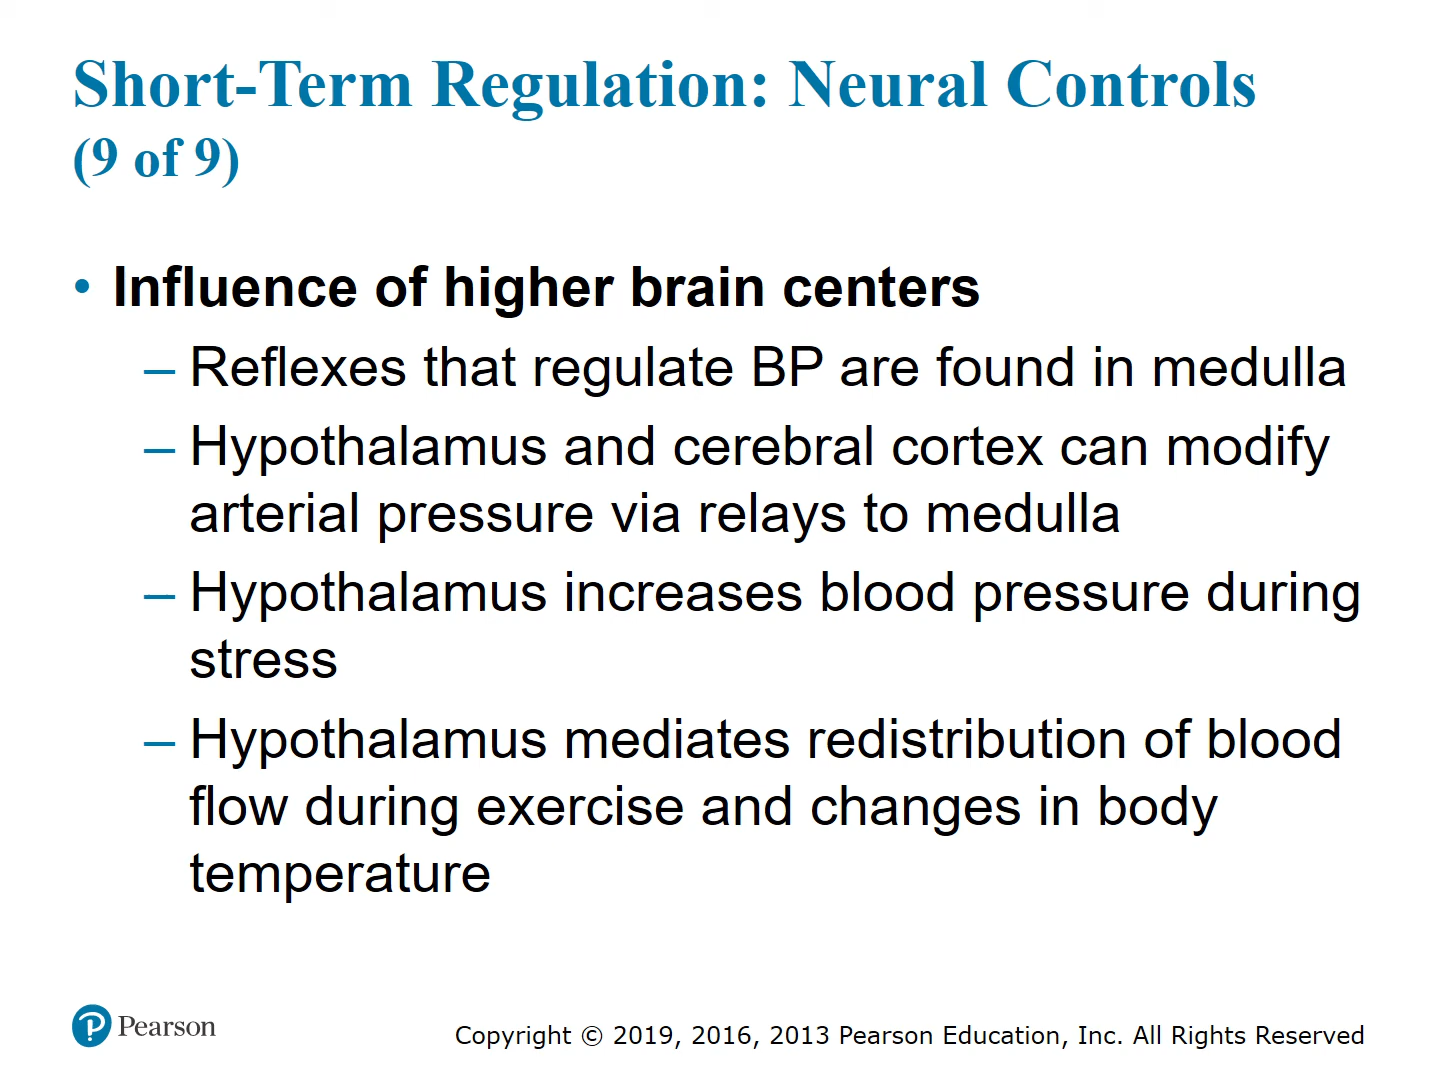 Short-Term Regulation: Neural Controls
(9 of 9)
• Influence of higher brain centers
– Reflexes that regulate BP are found in medulla
– Hypothalamus and cerebral cortex can modify
arterial pressure via relays to medulla
– Hypothalamus increases blood pressure during
stress
– Hypothalamus mediates redistribution of blood
flow during exercise and changes in body
temperature
Pearson
Copyright © 2019, 2016, 2013 Pearson Education, Inc. All Rights Reserved